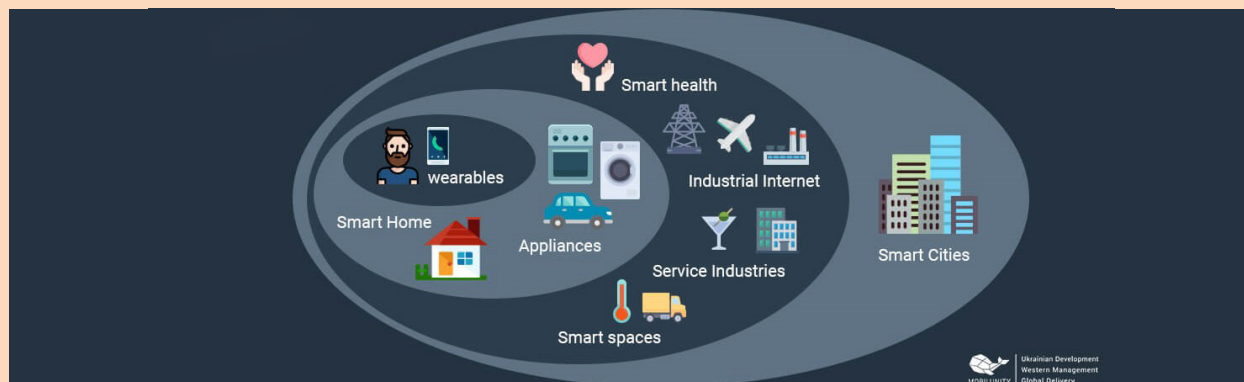 Smart health
wearables
Industrial Internet
Smart Home
Appliances
Smart Cities
Service Industries
Smart spaces
Ukrainian Development
Western Management
MOBILUNITY
Global Delivery